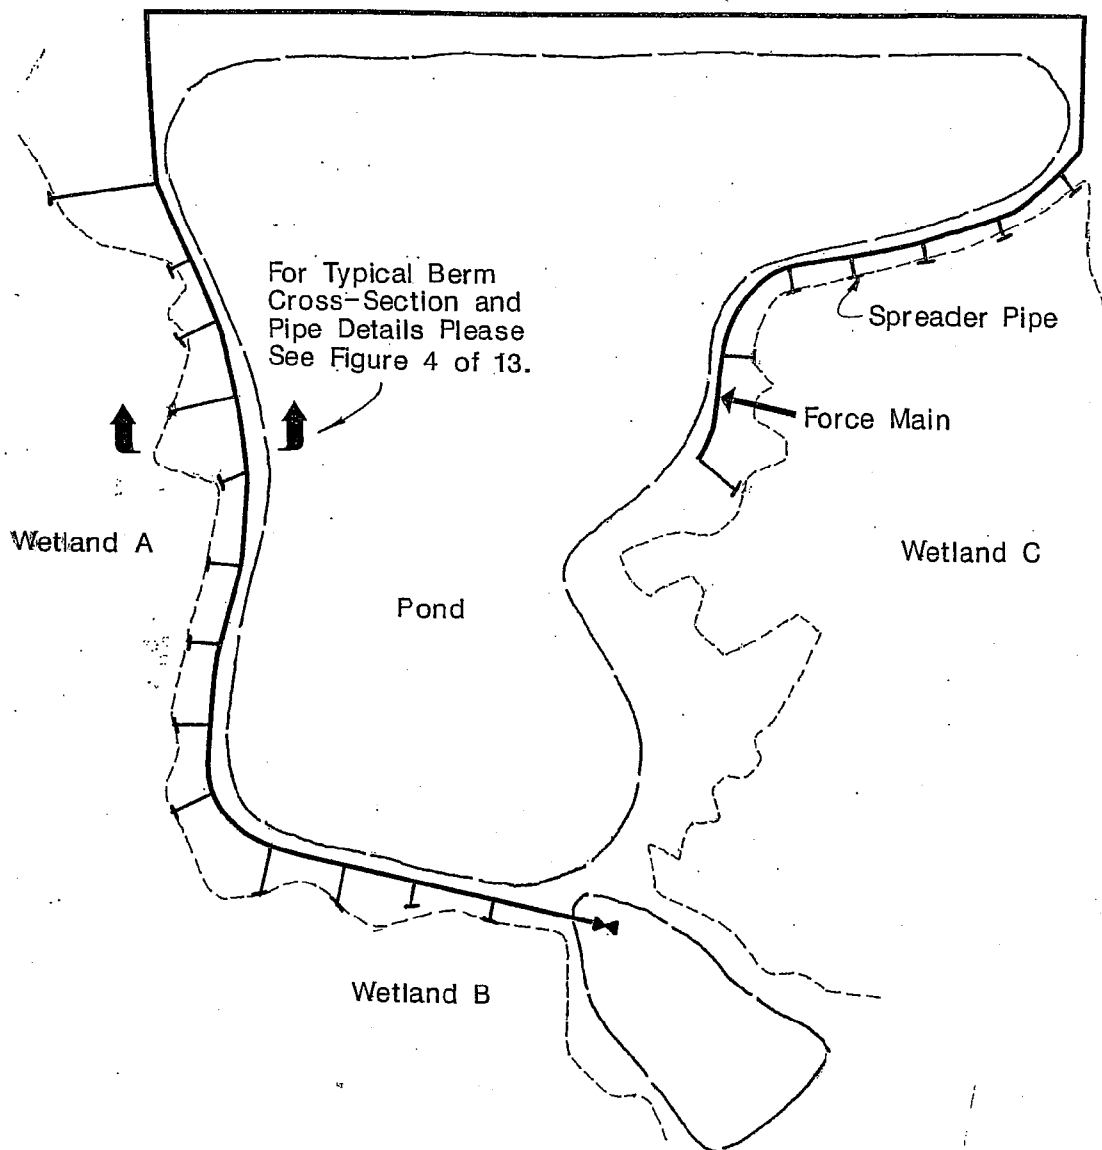 For Typical Berm
Cross-Section and
Pipe Details Please
See Figure 4 of 13.
Spreader Pipe
Force Main
Wetland A
Wetland C
Pond
Wetland B